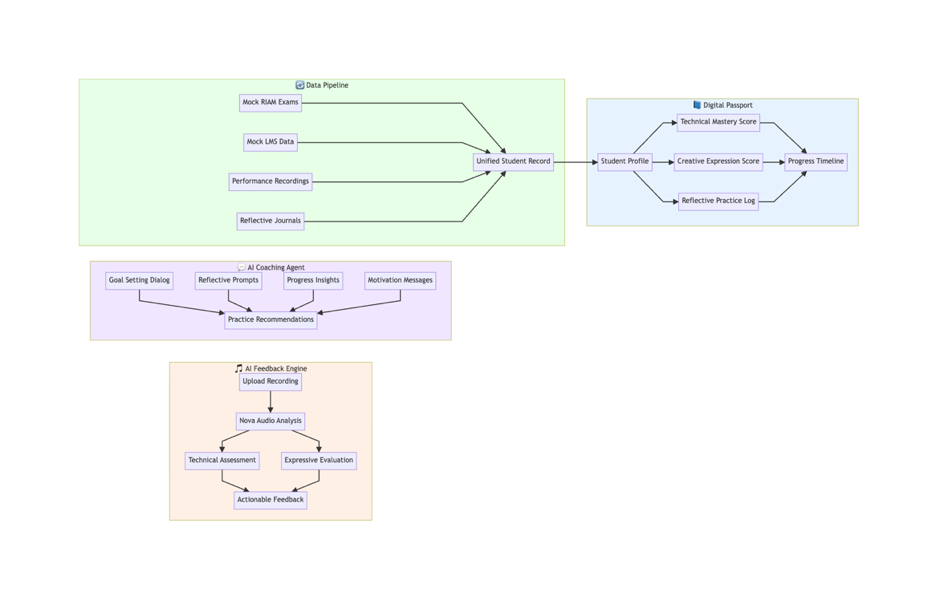 Data Pipeline
Mock RIAM Exams
Mock LMS Data
Performance Recordings
Reflective Journals
Unified Student Record
Digital Passport
Student Profile
Technical Mastery Score
Creative Expression Score
Reflective Practice Log
Progress Timeline
AI Coaching Agent
Goal Setting Dialog
Reflective Prompts
Progress Insights
Motivation Messages
Practice Recommendations
AI Feedback Engine
Upload Recording
Nova Audio Analysis
Technical Assessment
Expressive Evaluation
Actionable Feedback